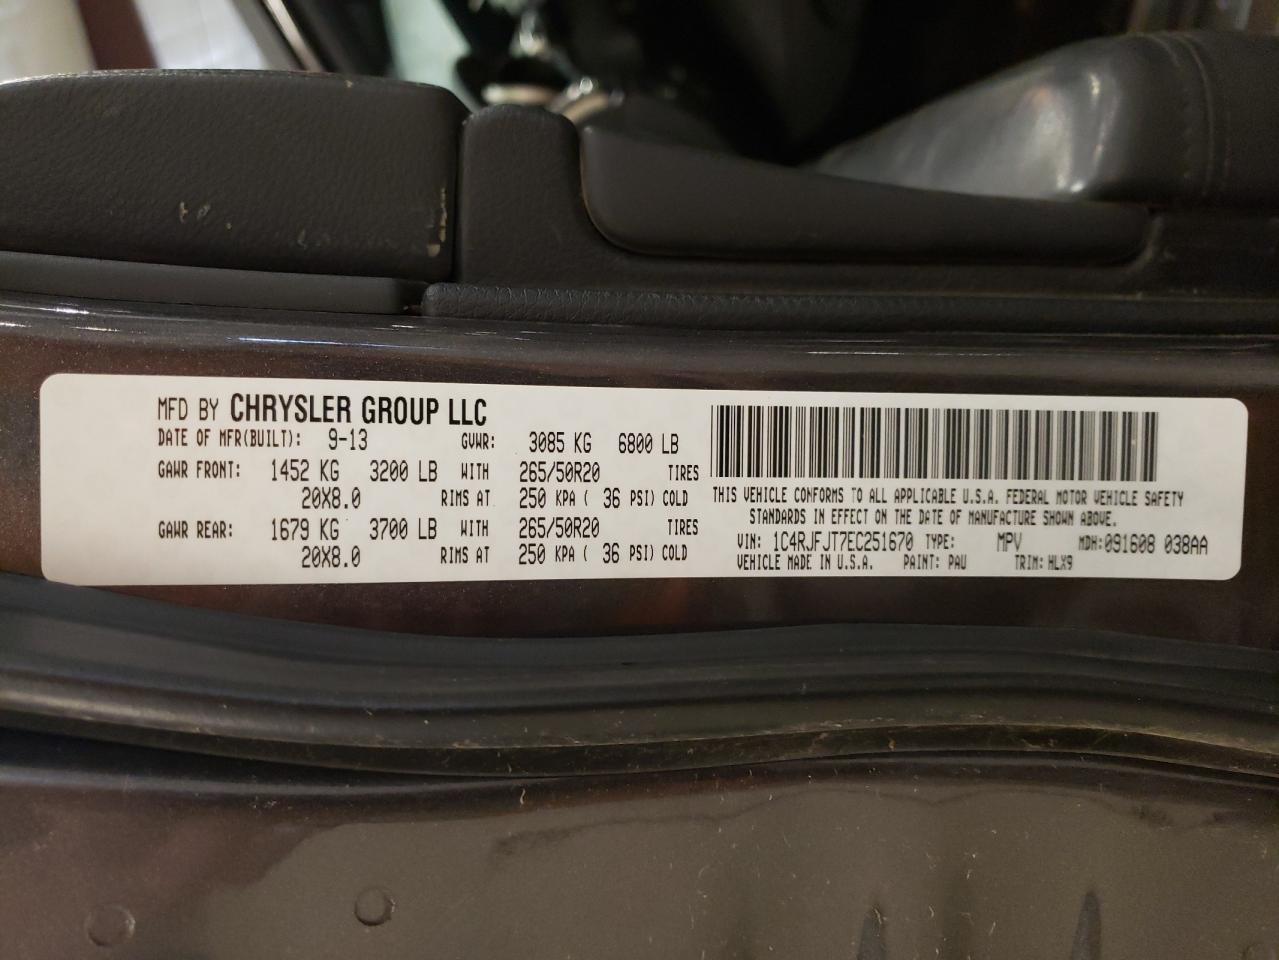 MFD BY CHRYSLER GROUP LLC
DATE OF MFR(BUILT): 9-13 GVWR: 3085 KG 6800 LB
GAWR FRONT: 1452 KG 3200 LB WITH 265/50R20 TIRES
20X8.0 RIMS AT 250 KPA ( 36 PSI) COLD
GAWR REAR: 1679 KG 3700 LB WITH 265/50R20 TIRES
20X8.0 RIMS AT 250 KPA ( 36 PSI) COLD
THIS VEHICLE CONFORMS TO ALL APPLICABLE U.S.A. FEDERAL MOTOR VEHICLE SAFETY
STANDARDS IN EFFECT ON THE DATE OF MANUFACTURE SHOWN ABOVE.
VIN: 1C4RJFJT7EC251670 TYPE: MPV MDH:091608 038AA
VEHICLE MADE IN U.S.A. PAINT: PAU TRIM: HLX9